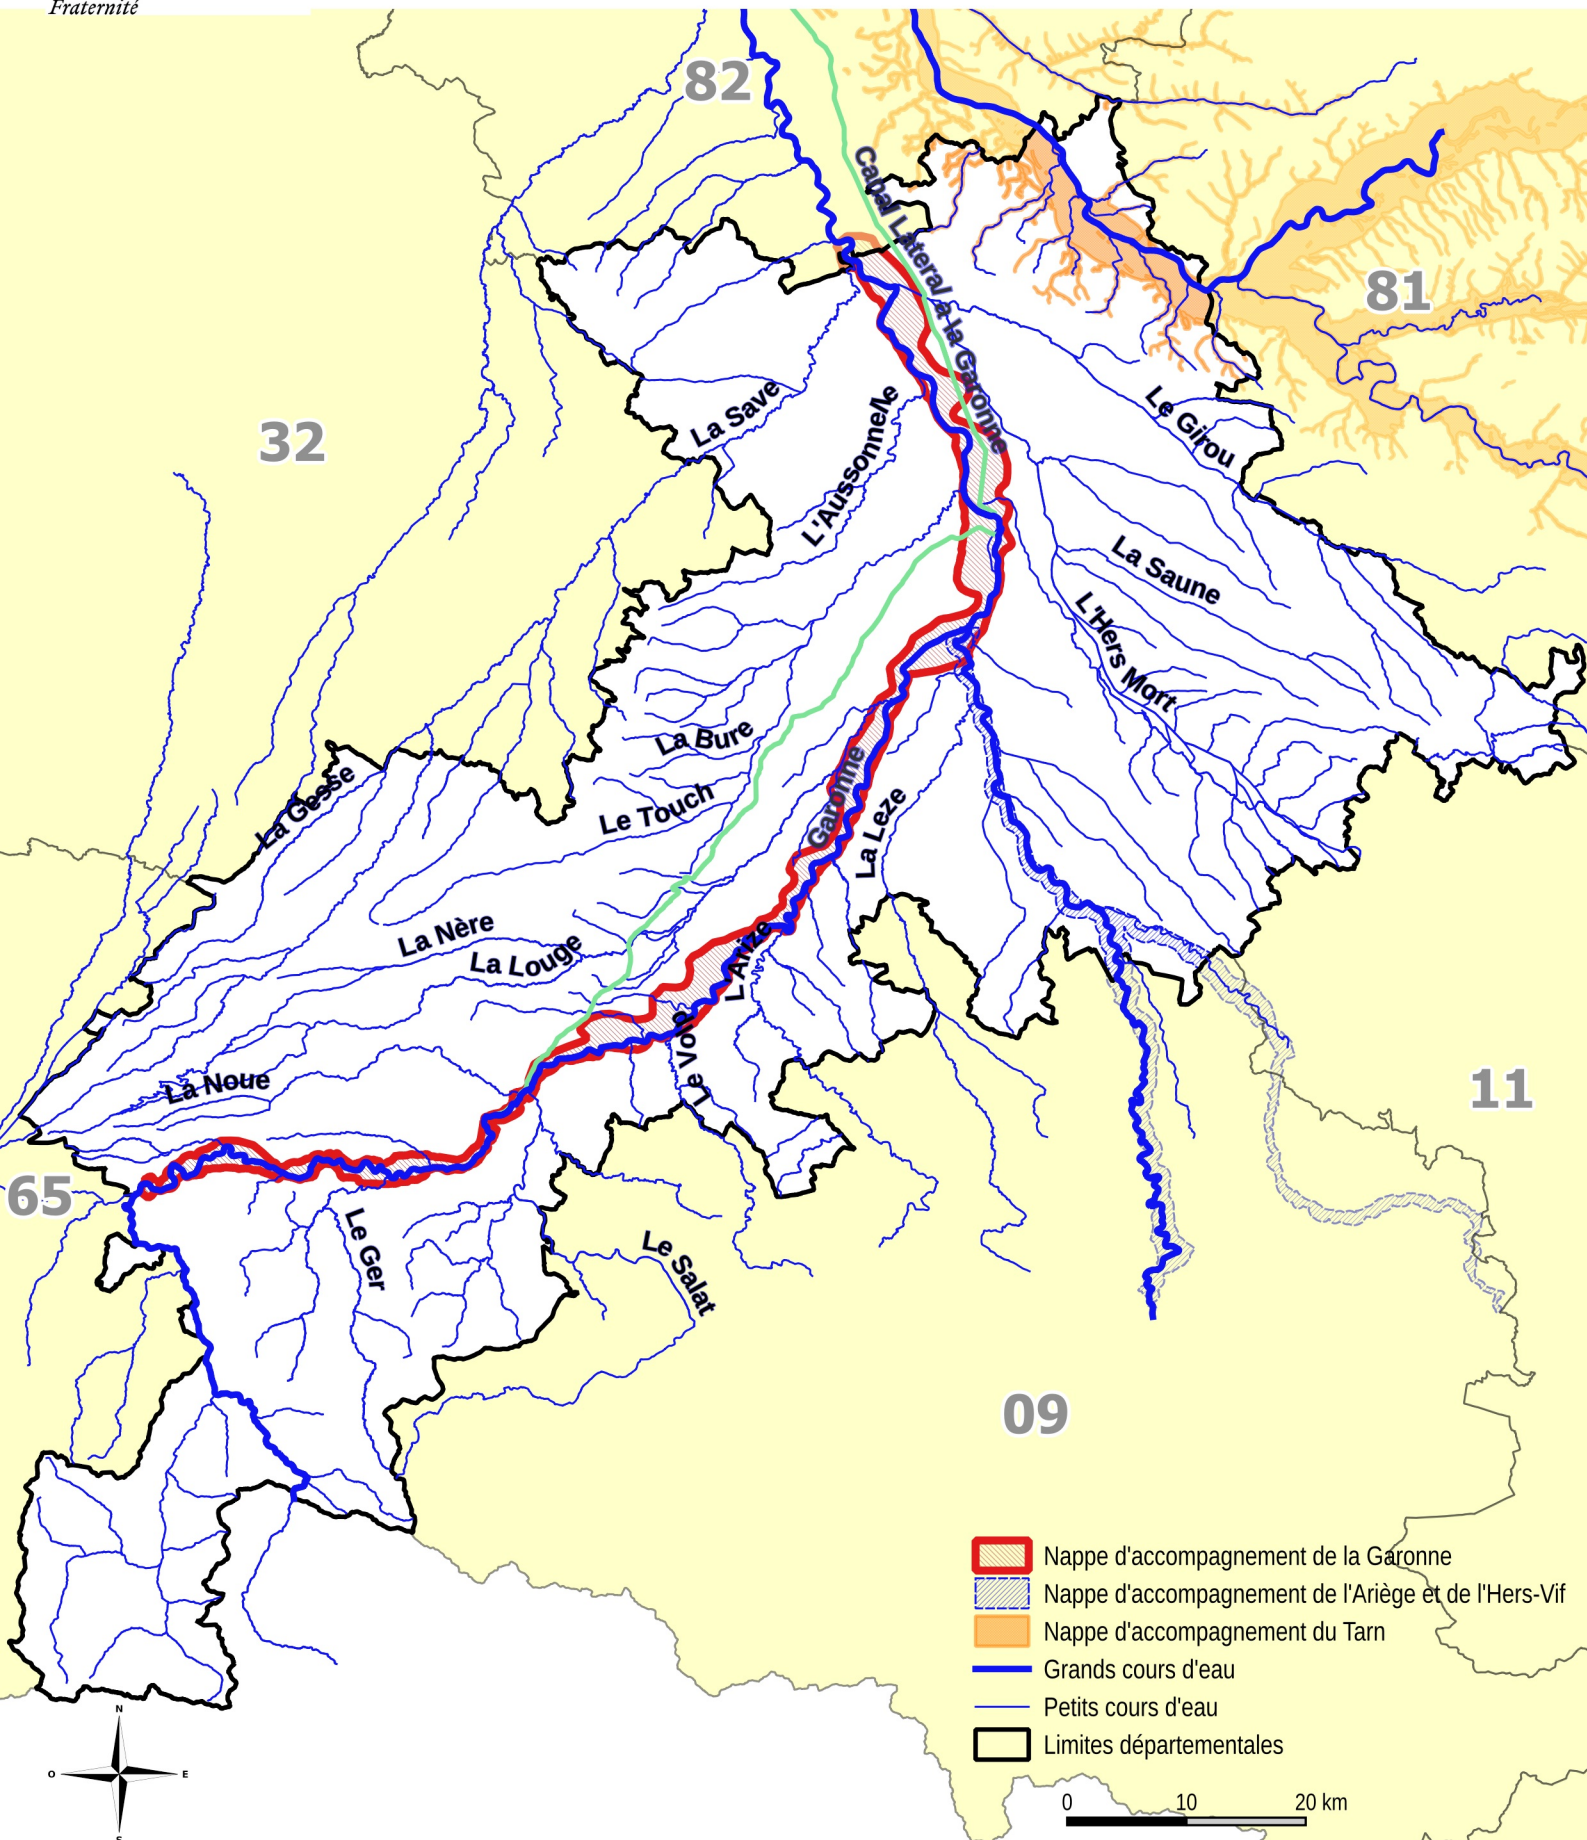 Fraternité
82
Canal Latéral à la Garonne
81
Le Girou
La Save
L'Aussonnelle
32
La Saune
L'Hers Mort
La Bure
La Gesse
Le Touch
Garonne
La Leze
La Nère
La Louge
L'Arize
Le Volp
La Noue
11
65
Le Ger
Le Salat
09
Nappe d'accompagnement de la Garonne
Nappe d'accompagnement de l'Ariège et de l'Hers-Vif
Nappe d'accompagnement du Tarn
Grands cours d'eau
Petits cours d'eau
Limites départementales
N
O
E
S
0 10 20 km